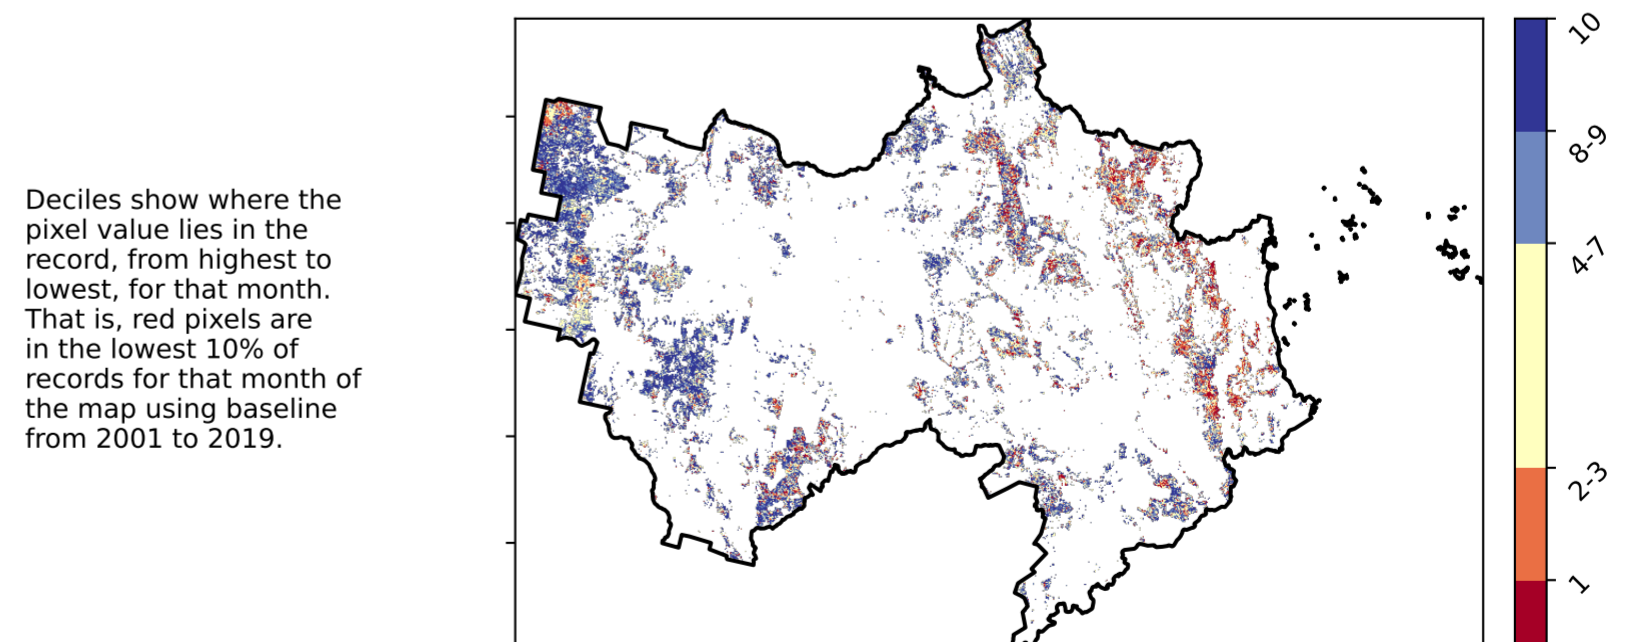 Deciles show where the
pixel value lies in the
record, from highest to
lowest, for that month.
That is, red pixels are
in the lowest 10% of
records for that month of
the map using baseline
from 2001 to 2019.
10
8-9
4-7
2-3
1